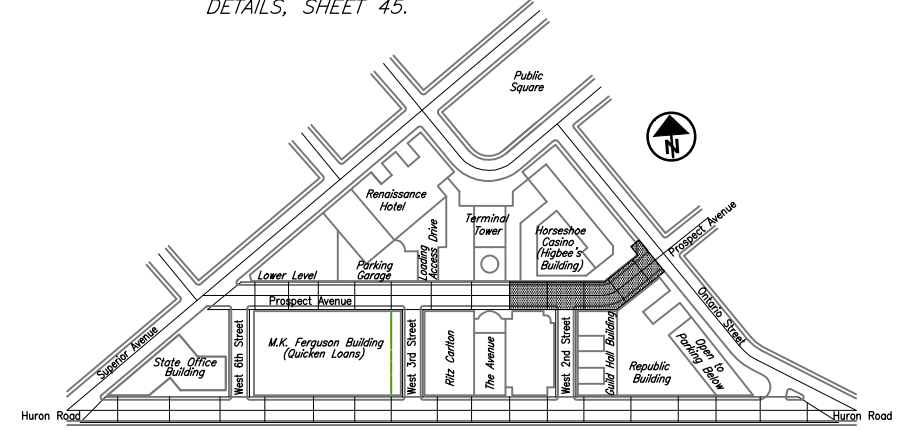 DETAILS, SHEET 45.
Public
Square
N
Renaissance
Hotel
Terminal
Tower
Loading
Access Drive
Horseshoe
Casino
(Higbee's
Building)
Prospect Avenue
Lower Level
Parking
Garage
Prospect Avenue
Ontario Street
Superior Avenue
State Office
Building
West 6th Street
M.K. Ferguson Building
(Quicken Loans)
West 3rd Street
Ritz Carlton
The Avenue
West 2nd Street
Guild Hall Building
Republic
Building
Open to
Parking Below
Huron Road
Huron Road